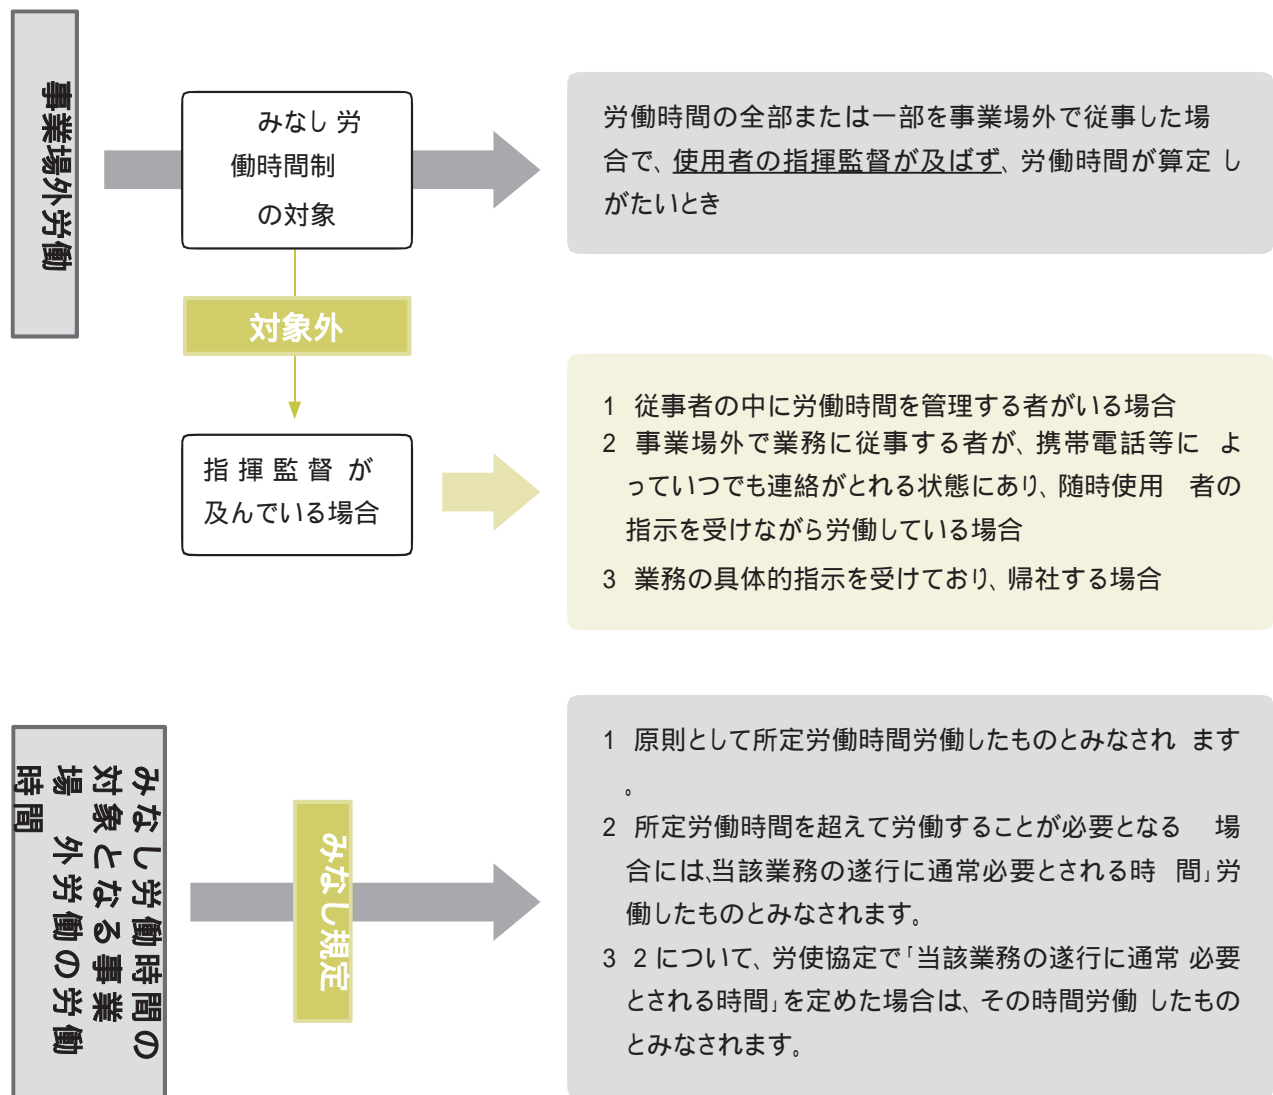 事業場外労働
みなし 労
働時間制
の対象
労働時間の全部または一部を事業場外で従事した場
合で、使用者の指揮監督が及ばず、労働時間が算定 し
がたいとき
対象外
指 揮 監 督 が
及んでいる場合
1 従事者の中に労働時間を管理する者がいる場合
2 事業場外で業務に従事する者が、携帯電話等に よ
っていつでも連絡がとれる状態にあり、随時使用 者の
指示を受けながら労働している場合
3 業務の具体的指示を受けており、帰社する場合
みなし労働時間の
対象となる事業
場 外労働の労働
時間
みなし規定
1 原則として所定労働時間労働したものとみなされ ます
。
2 所定労働時間を超えて労働することが必要となる 場
合には、当該業務の遂行に通常必要とされる時 間」労
働したものとみなされます。
3 2 について、労使協定で「当該業務の遂行に通常 必要
とされる時間」を定めた場合は、その時間労働 したもの
とみなされます。